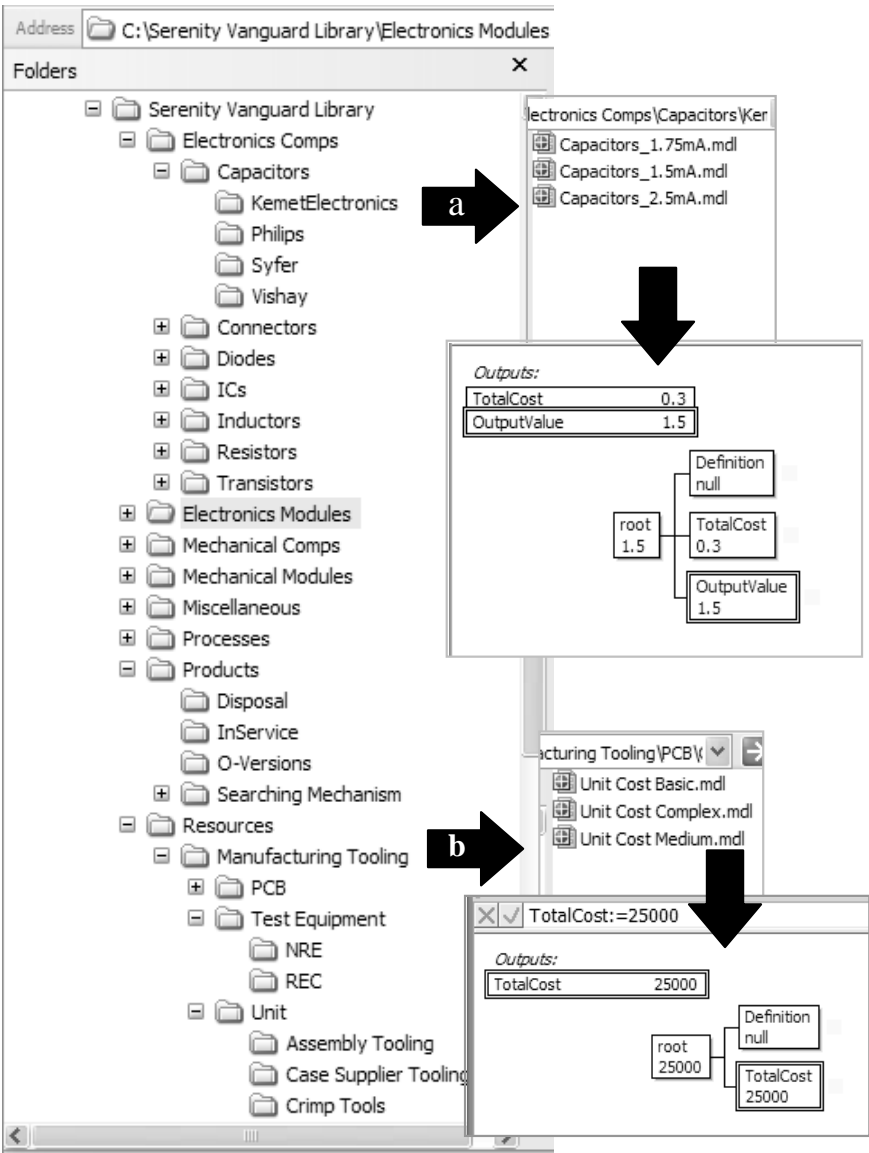 Address C:\Serenity Vanguard Library\Electronics Modules
Folders
Serenity Vanguard Library
Electronics Comps
Capacitors
KemetElectronics
Philips
Syfer
Vishay
Connectors
Diodes
ICs
Inductors
Resistors
Transistors
Electronics Modules
Mechanical Comps
Mechanical Modules
Miscellaneous
Processes
Products
Disposal
InService
O-Versions
Searching Mechanism
Resources
Manufacturing Tooling
PCB
Test Equipment
NRE
REC
Unit
Assembly Tooling
Case Supplier Tooling
Crimp Tools
a
lectronics Comps\Capacitors\Ker
Capacitors_1.75mA.mdl
Capacitors_1.5mA.mdl
Capacitors_2.5mA.mdl
Outputs:
TotalCost 0.3
OutputValue 1.5
root
1.5
Definition
null
TotalCost
0.3
OutputValue
1.5
b
acturing Tooling\PCB\
Unit Cost Basic.mdl
Unit Cost Complex.mdl
Unit Cost Medium.mdl
TotalCost:=25000
Outputs:
TotalCost 25000
root
25000
Definition
null
TotalCost
25000